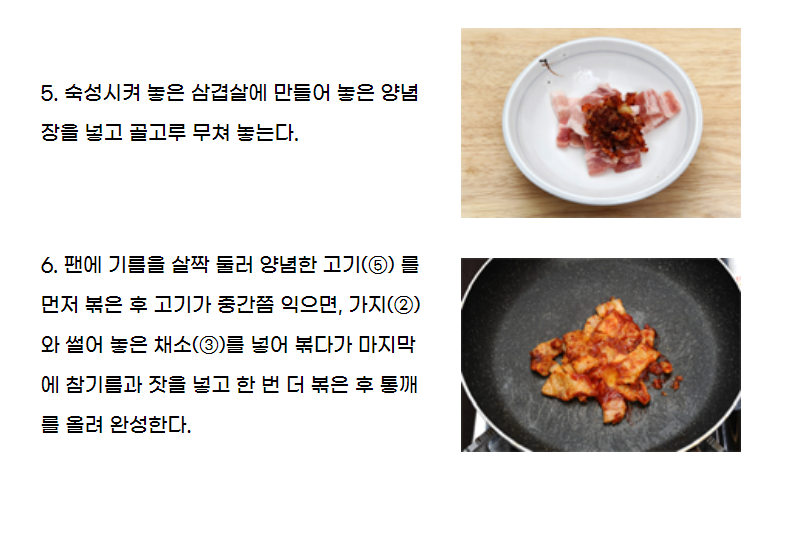 5. 숙성시켜 놓은 삼겹살에 만들어 놓은 양념
장을 넣고 골고루 무쳐 놓는다.
6. 팬에 기름을 살짝 둘러 양념한 고기(⑤) 를
먼저 볶은 후 고기가 중간쯤 익으면, 가지(②)
와 썰어 놓은 채소(③)를 넣어 볶다가 마지막
에 참기름과 잣을 넣고 한 번 더 볶은 후 통깨
를 올려 완성한다.